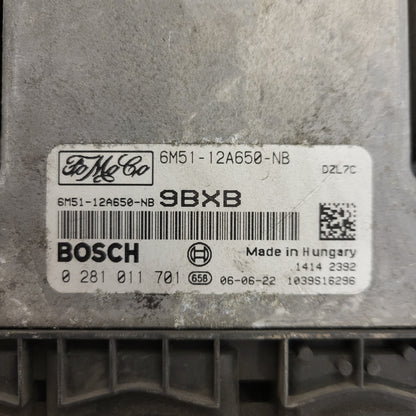 FoMoCo 6M51-12A650-NB
DZL7C
6M51-12A650-NB 9BXB
BOSCH Made in Hungary
1414 2392
0 281 011 701 658 06-06-22 1039S16296